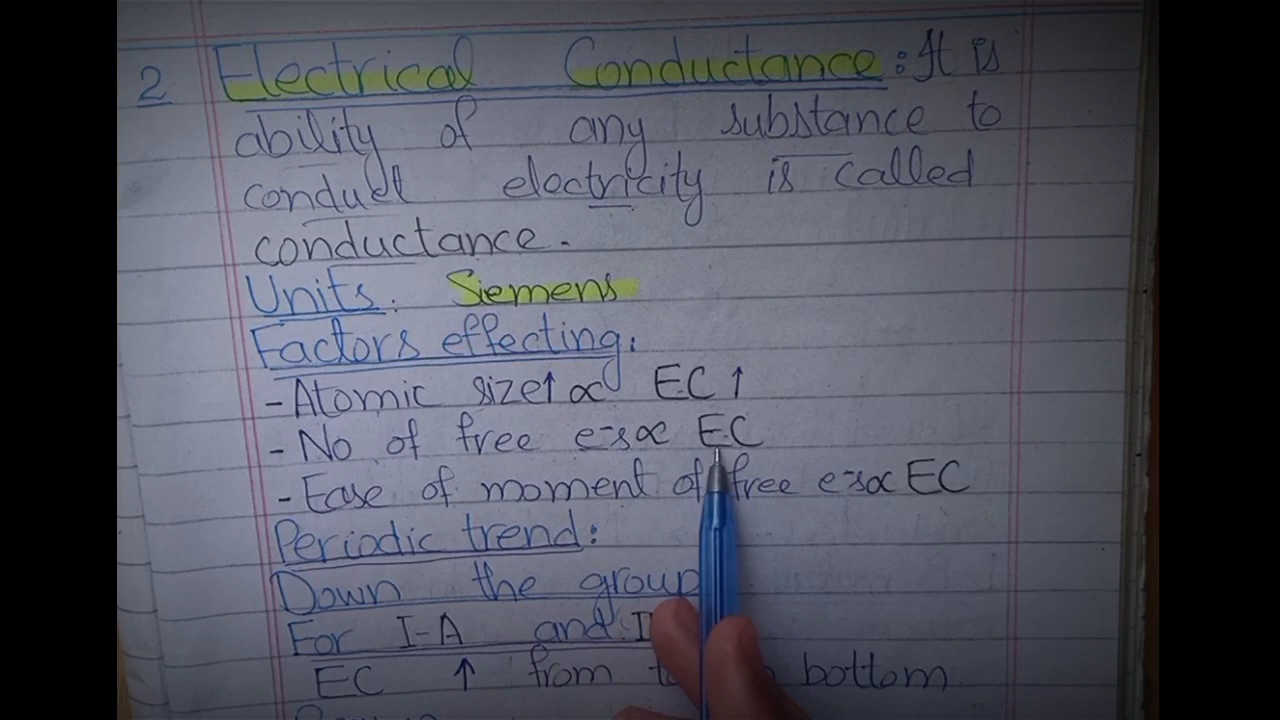 2 Electrical Conductance: It is
ability of any substance to
conduct electricity is called
conductance.
Units: Siemens
Factors effecting:
- Atomic size↑ ∝ EC ↑
- No of free e-s ∝ EC
- Ease of moment of free e-s ∝ EC
Periodic trend:
Down the group
For I-A and
EC ↑ from bottom